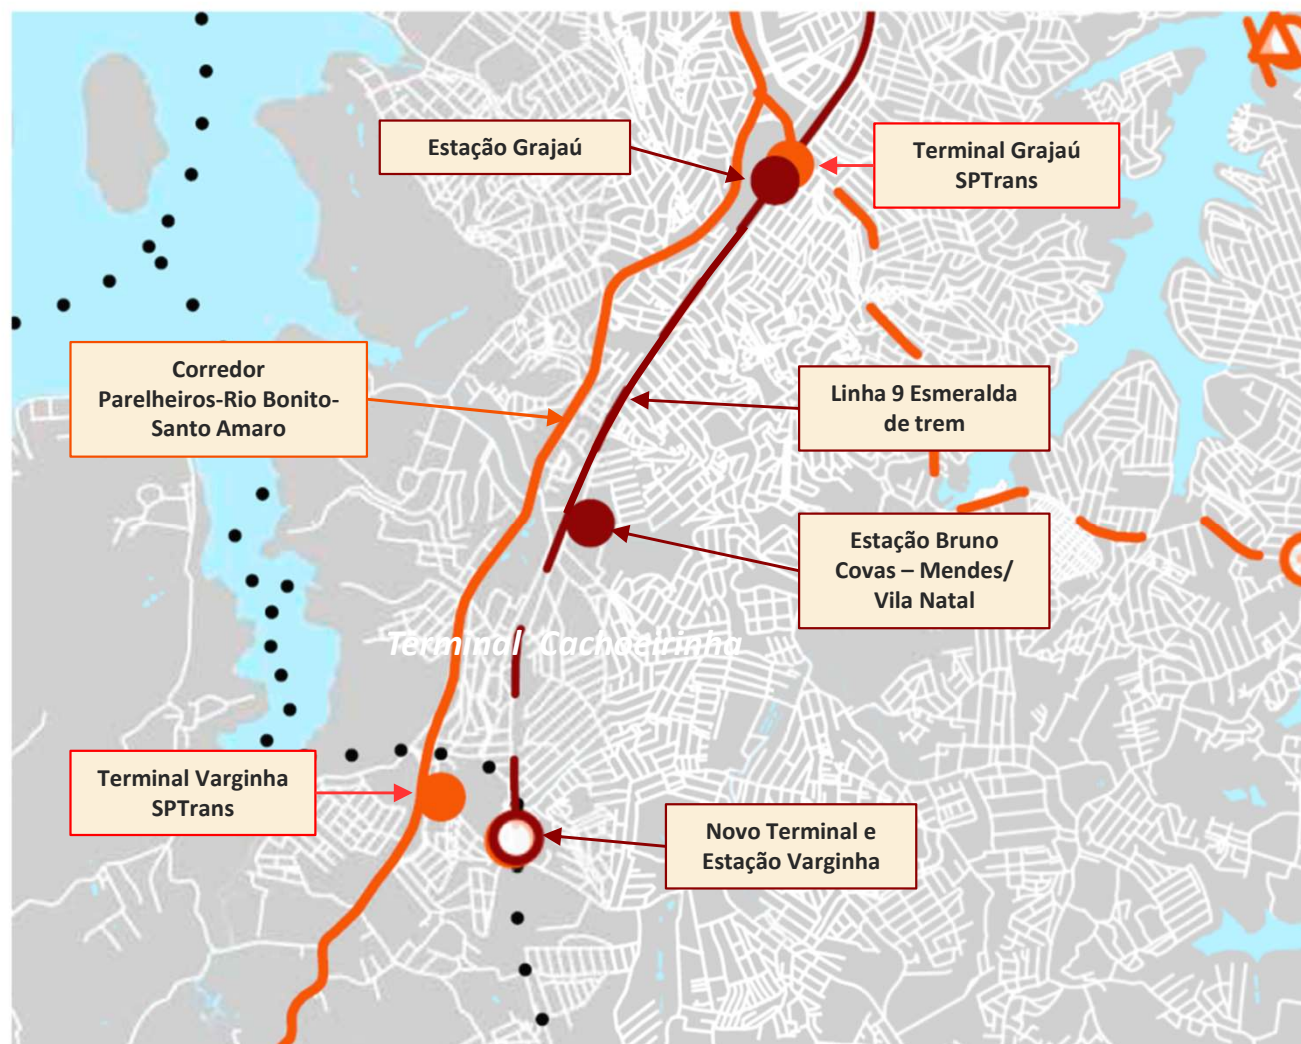 Estação Grajaú
Terminal Grajaú
SPTrans
Corredor
Parelheiros-Rio Bonito-
Santo Amaro
Linha 9 Esmeralda
de trem
Estação Bruno
Covas – Mendes/
Vila Natal
Terminal Cachoeirinha
Terminal Varginha
SPTrans
Novo Terminal e
Estação Varginha